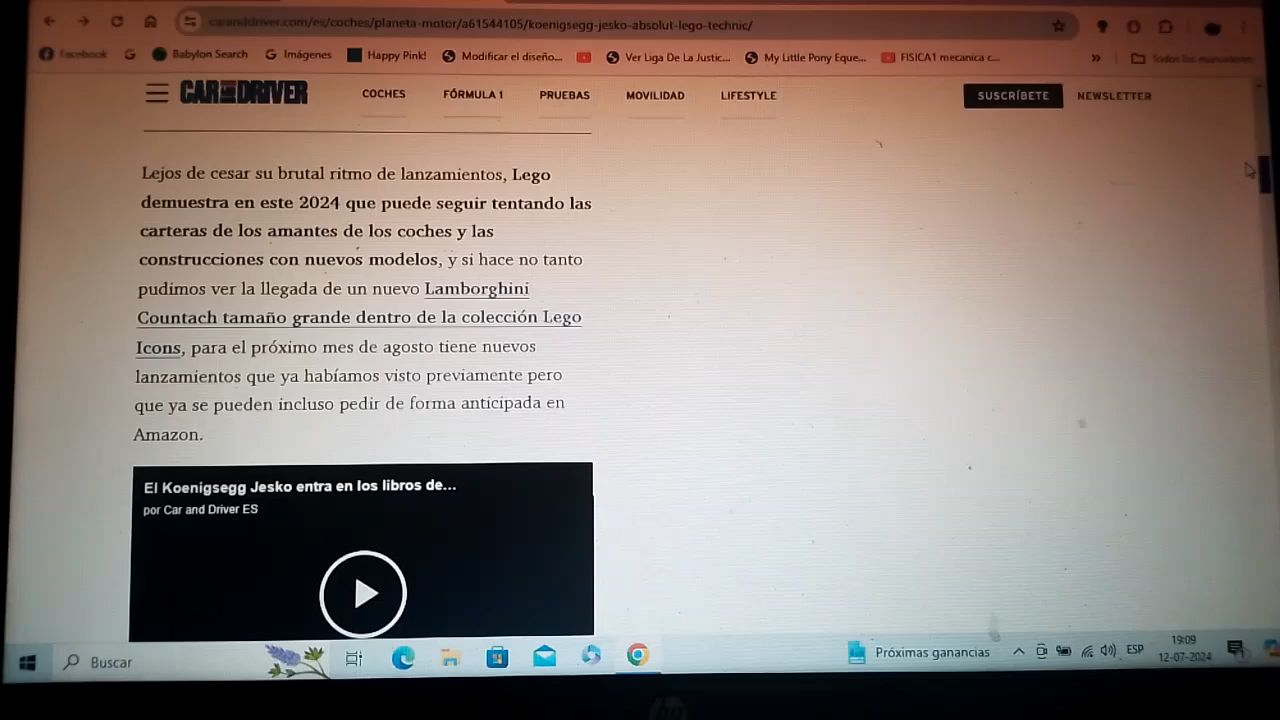 caranddriver.com/es/coches/planeta-motor/a61544105/koenigsegg-jesko-absolut-lego-technic/
Facebook
G
Babylon Search
G Imágenes
Happy Pink!
Modificar el diseño...
Ver Liga De La Justic...
My Little Pony Eque...
FISICA1 mecanica c...
»
Todos los marcadores
CAR AND DRIVER
COCHES
FÓRMULA 1
PRUEBAS
MOVILIDAD
LIFESTYLE
SUSCRÍBETE
NEWSLETTER
Lejos de cesar su brutal ritmo de lanzamientos, Lego
demuestra en este 2024 que puede seguir tentando las
carteras de los amantes de los coches y las
construcciones con nuevos modelos, y si hace no tanto
pudimos ver la llegada de un nuevo Lamborghini
Countach tamaño grande dentro de la colección Lego
Icons, para el próximo mes de agosto tiene nuevos
lanzamientos que ya habíamos visto previamente pero
que ya se pueden incluso pedir de forma anticipada en
Amazon.
El Koenigsegg Jesko entra en los libros de...
por Car and Driver ES
Buscar
Próximas ganancias
ESP
19:09
12-07-2024
hp